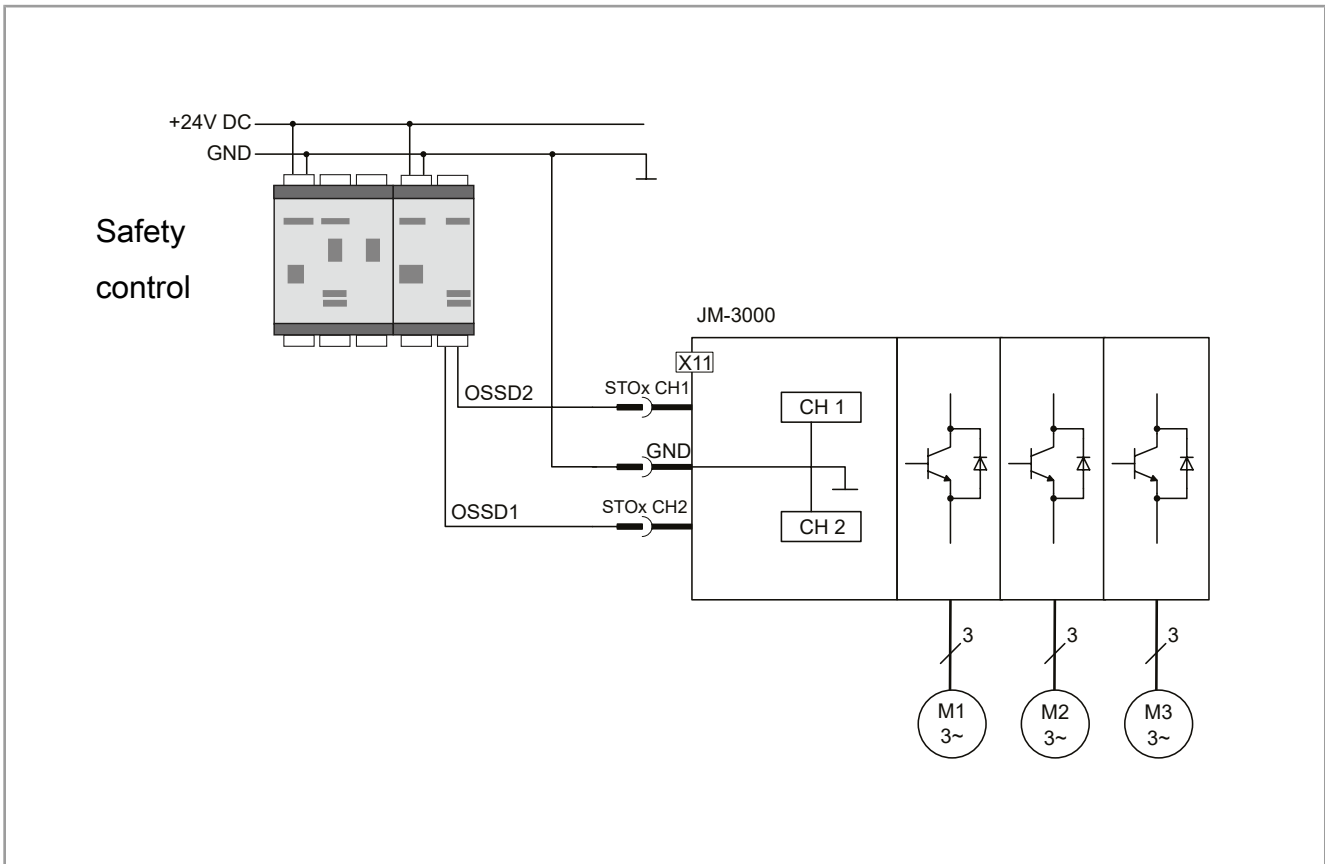 +24V DC
GND
Safety
control
JM-3000
X11
OSSD2
STOx CH1
CH 1
GND
OSSD1
STOx CH2
CH 2
3
3
3
M1
3~
M2
3~
M3
3~